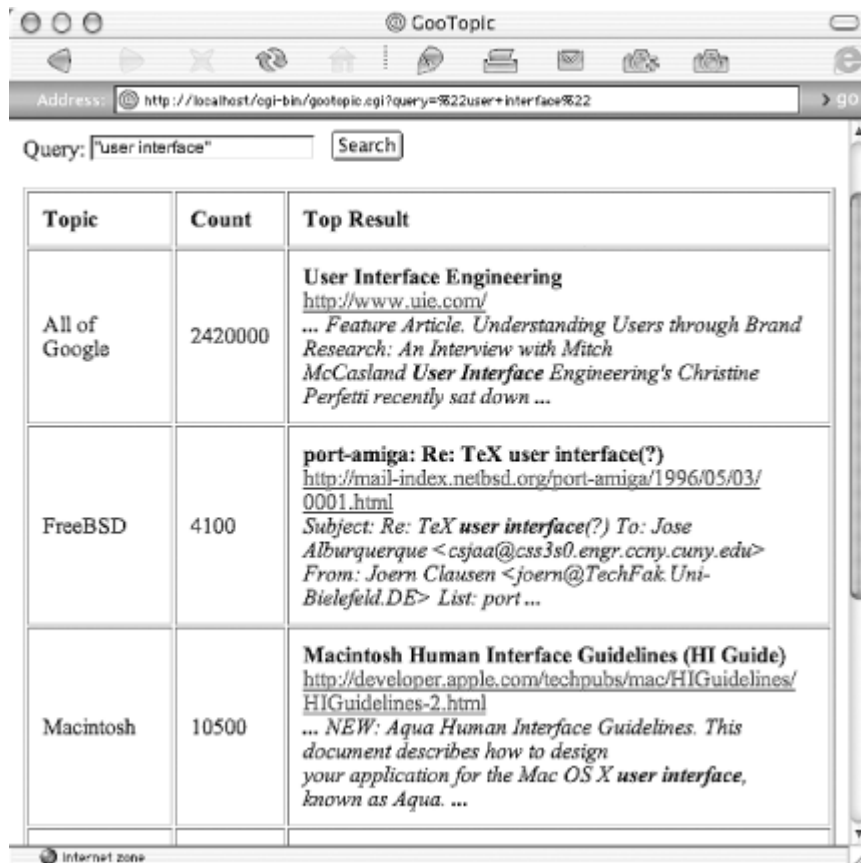 GooTopic
Address: http://localhost/cgi-bin/gootopic.cgi?query=%22user+interface%22 go
Query: "user interface" Search
Topic Count Top Result
All of
Google
2420000
User Interface Engineering
http://www.uie.com/
... Feature Article. Understanding Users through Brand
Research: An Interview with Mitch
McCasland User Interface Engineering's Christine
Perfetti recently sat down ...
FreeBSD
4100
port-amiga: Re: TeX user interface(?)
http://mail-index.netbsd.org/port-amiga/1996/05/03/
0001.html
Subject: Re: TeX user interface(?) To: Jose
Alburquerque <csjaa@css3s0.engr.ccny.cuny.edu>
From: Joern Clausen <joern@TechFak.Uni-
Bielefeld.DE> List: port ...
Macintosh
10500
Macintosh Human Interface Guidelines (HI Guide)
http://developer.apple.com/techpubs/mac/HIGuidelines/
HIGuidelines-2.html
... NEW: Aqua Human Interface Guidelines. This
document describes how to design
your application for the Mac OS X user interface,
known as Aqua. ...
Internet zone